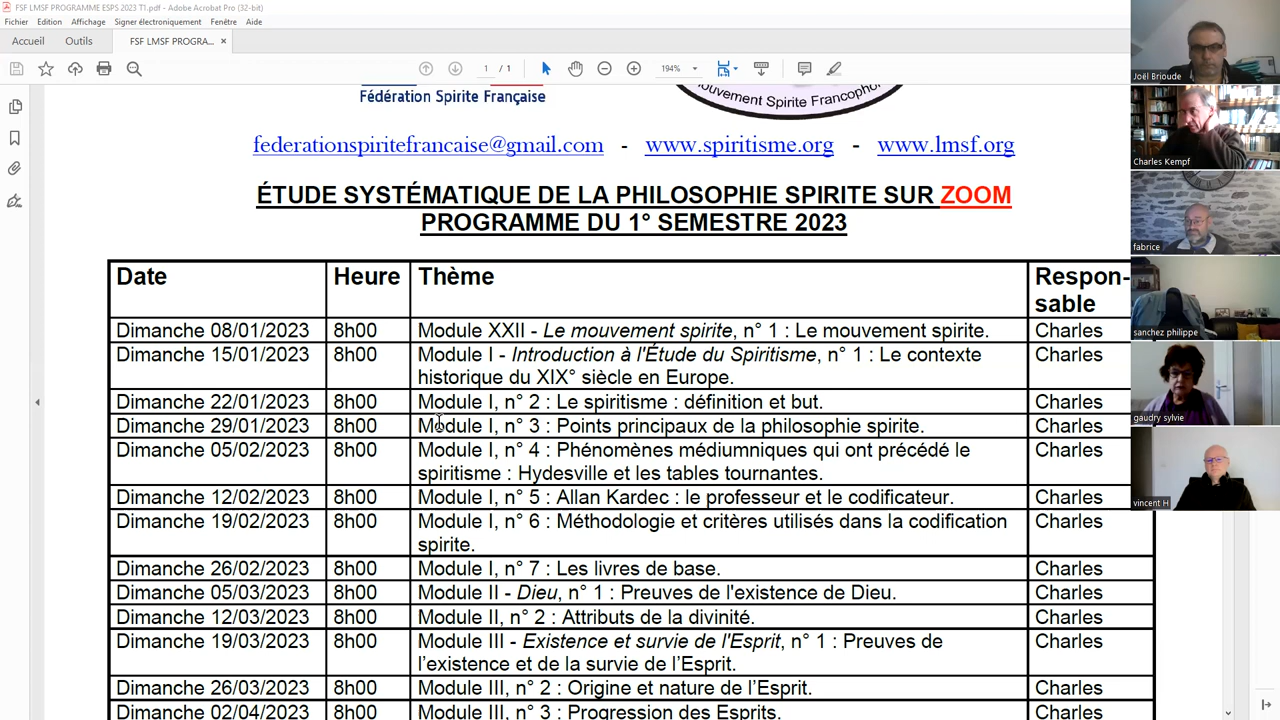 FSF LMSF PROGRAMME ESPS 2023 T1.pdf - Adobe Acrobat Pro (32-bit)
Fichier Edition Affichage Signer électroniquement Fenêtre Aide
Accueil Outils FSF LMSF PROGRA... ×
1 / 1 194%
Fédération Spirite Française
ouvement Spirite Francophon
federationspiritefrancaise@gmail.com - www.spiritisme.org - www.lmsf.org
ÉTUDE SYSTÉMATIQUE DE LA PHILOSOPHIE SPIRITE SUR ZOOM
PROGRAMME DU 1° SEMESTRE 2023
Date Heure Thème Respon-
sable
Dimanche 08/01/2023 8h00 Module XXII - Le mouvement spirite, n° 1 : Le mouvement spirite. Charles
Dimanche 15/01/2023 8h00 Module I - Introduction à l'Étude du Spiritisme, n° 1 : Le contexte Charles
historique du XIX° siècle en Europe.
Dimanche 22/01/2023 8h00 Module I, n° 2 : Le spiritisme : définition et but. Charles
Dimanche 29/01/2023 8h00 Module I, n° 3 : Points principaux de la philosophie spirite. Charles
Dimanche 05/02/2023 8h00 Module I, n° 4 : Phénomènes médiumniques qui ont précédé le Charles
spiritisme : Hydesville et les tables tournantes.
Dimanche 12/02/2023 8h00 Module I, n° 5 : Allan Kardec : le professeur et le codificateur. Charles
Dimanche 19/02/2023 8h00 Module I, n° 6 : Méthodologie et critères utilisés dans la codification Charles
spirite.
Dimanche 26/02/2023 8h00 Module I, n° 7 : Les livres de base. Charles
Dimanche 05/03/2023 8h00 Module II - Dieu, n° 1 : Preuves de l'existence de Dieu. Charles
Dimanche 12/03/2023 8h00 Module II, n° 2 : Attributs de la divinité. Charles
Dimanche 19/03/2023 8h00 Module III - Existence et survie de l'Esprit, n° 1 : Preuves de Charles
l’existence et de la survie de l’Esprit.
Dimanche 26/03/2023 8h00 Module III, n° 2 : Origine et nature de l’Esprit. Charles
Dimanche 02/04/2023 8h00 Module III, n° 3 : Progression des Esprits. Charles
Joël Brioude
Charles Kempf
fabrice
sanchez philippe
gaudry sylvie
vincent H